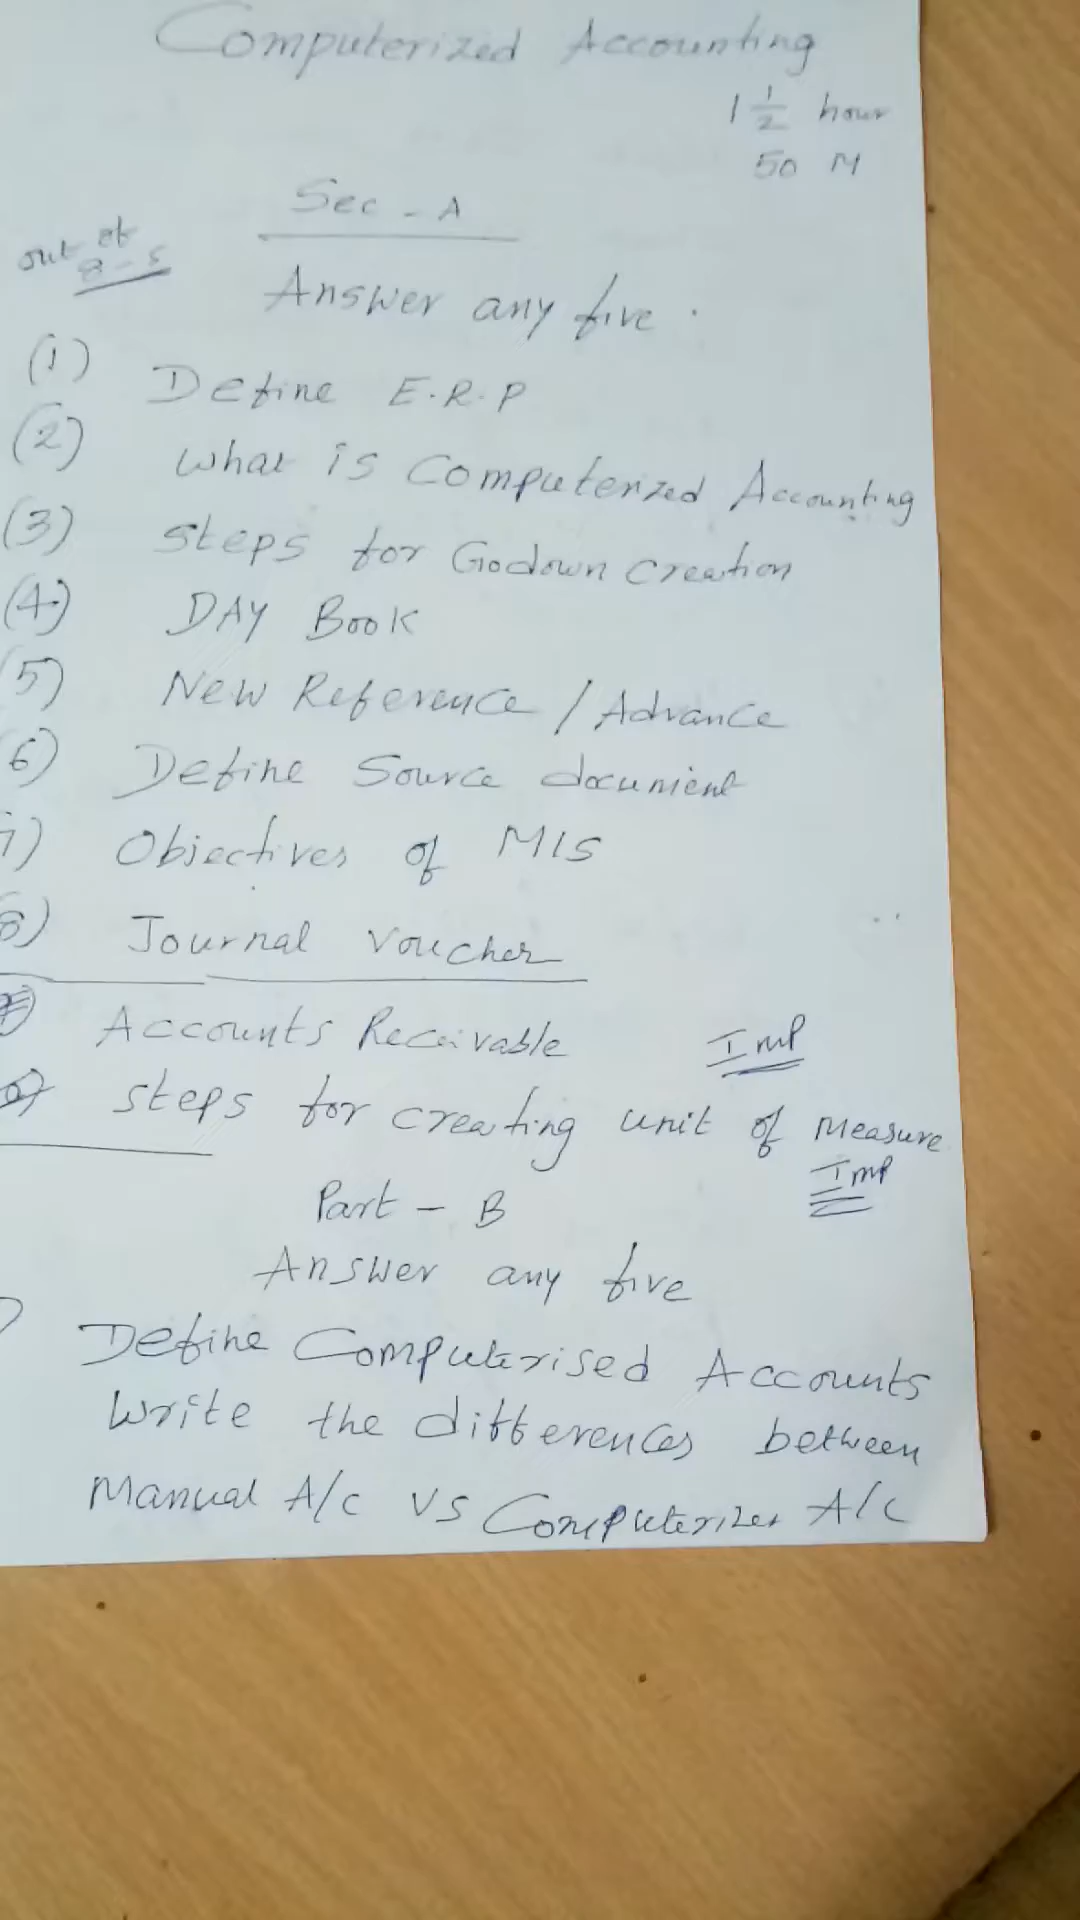 Computerized Accounting
1 1/2 hour
50 M
Sec - A
out of
8 - 5
Answer any five.
(1) Define E.R.P
(2) What is Computerized Accounting
(3) Steps for Godown creation
(4) DAY Book
5) New Reference / Advance
6) Define Source document
7) Objectives of MIS
8) Journal Voucher
Accounts Receivable Imp
Steps for creating unit of Measure
Imp
Part - B
Answer any five
Define Computerised Accounts
Write the differences between
Manual A/c VS Computerizes A/c